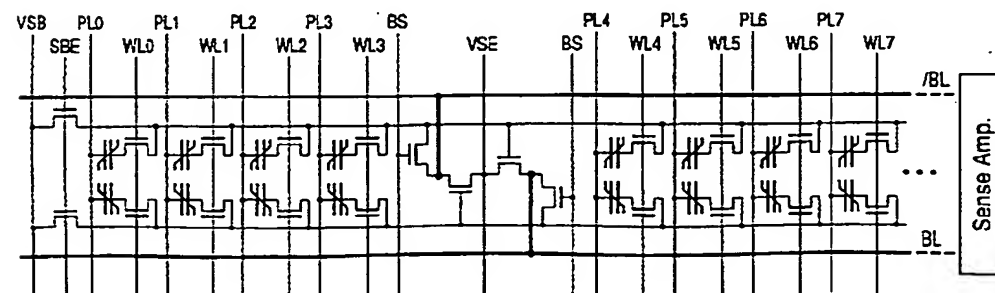 VSB PL0 PL1 PL2 PL3 BS PL4 PL5 PL6 PL7
SBE WL0 WL1 WL2 WL3 VSE BS WL4 WL5 WL6 WL7
/BL
Sense Amp.
BL